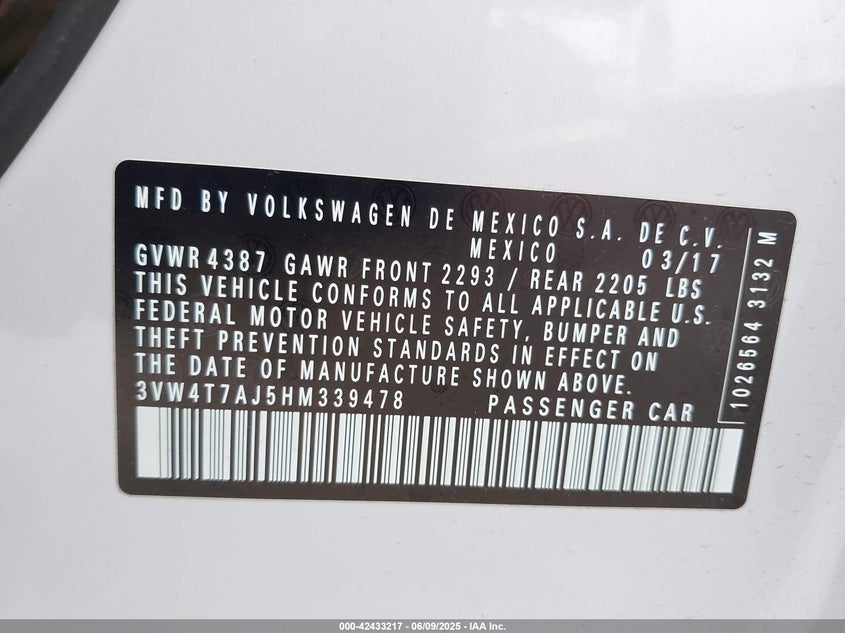 MFD BY VOLKSWAGEN DE MEXICO S.A. DE C.V.
MEXICO 03/17
GVWR 4387 GAWR FRONT 2293 / REAR 2205 LBS
THIS VEHICLE CONFORMS TO ALL APPLICABLE U.S.
FEDERAL MOTOR VEHICLE SAFETY, BUMPER AND
THEFT PREVENTION STANDARDS IN EFFECT ON
THE DATE OF MANUFACTURE SHOWN ABOVE.
3VW4T7AJ5HM339478 PASSENGER CAR
1026564 3132 M
000-42433217 - 06/09/2025 - IAA Inc.